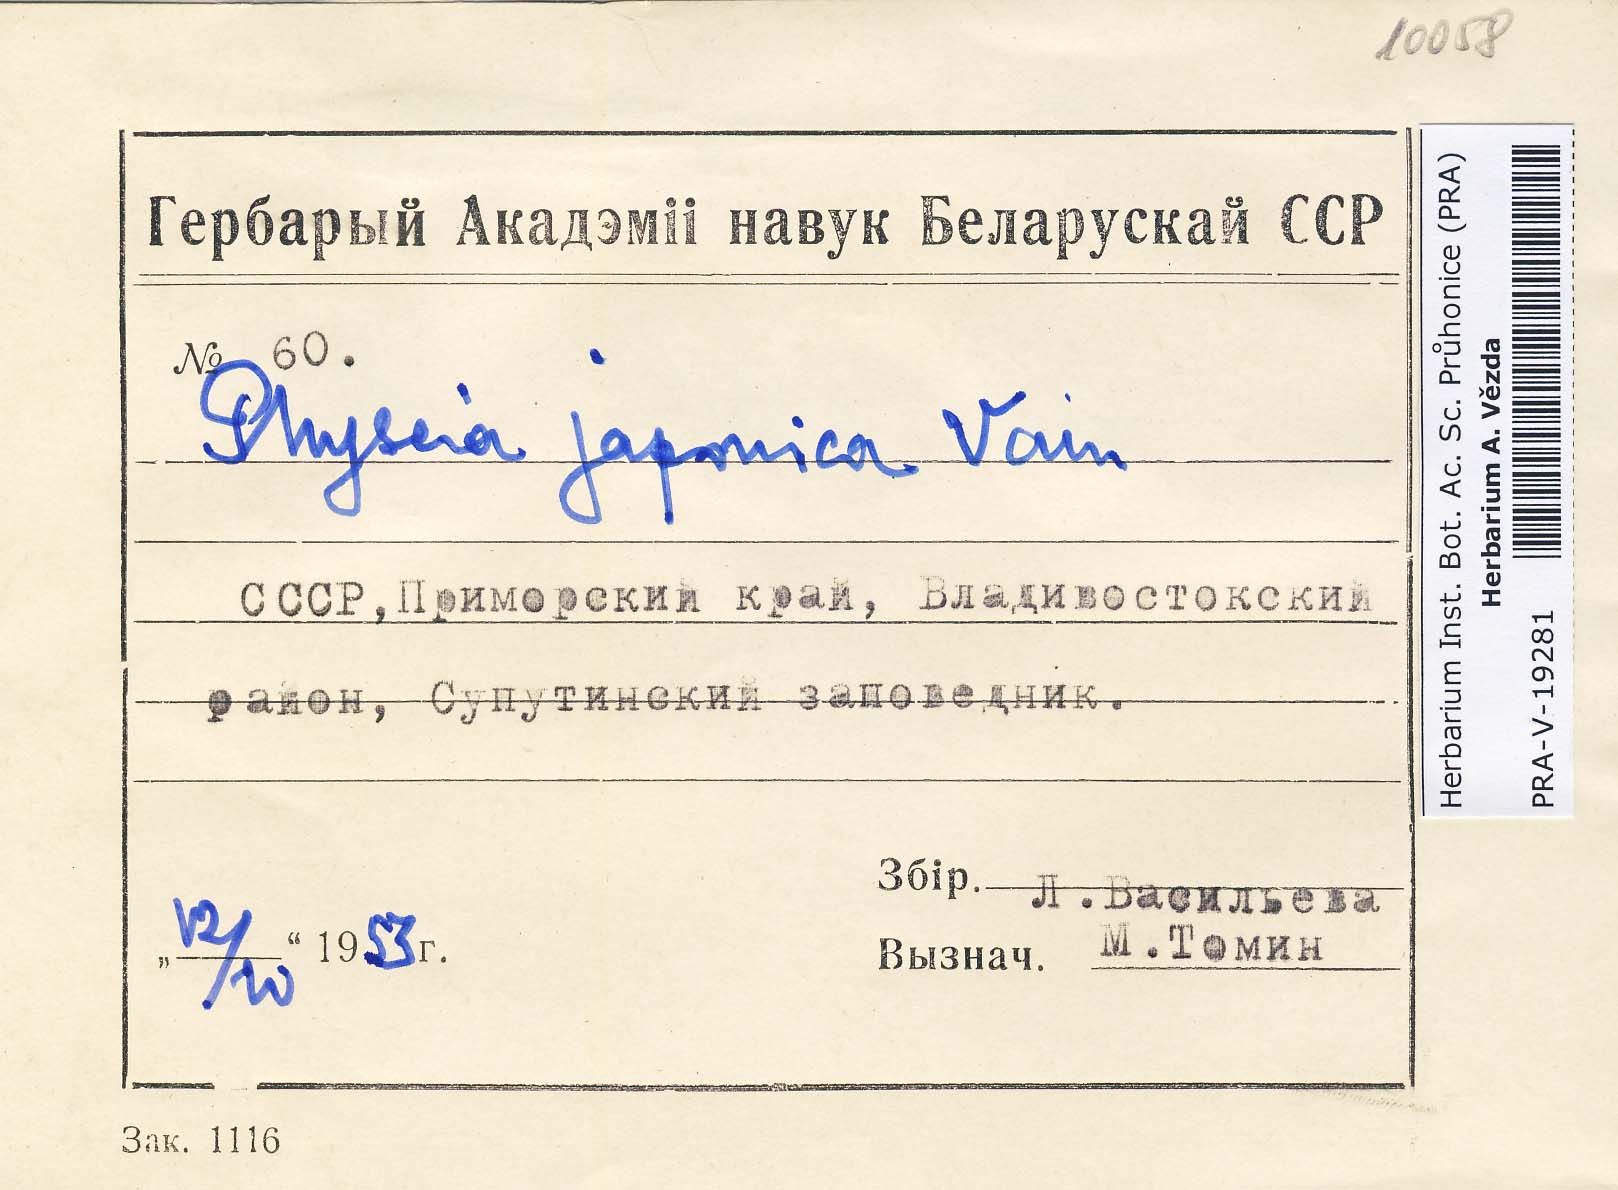 10058
Гербарый Акадэміі навук Беларускай ССР
№ 60.
Physcia japonica Vain
СССР, Приморский край, Владивостокский
район, Супутинский заповедник.
Збір. Л. Васильева
„12/20“ 1953 г.
Вызнач. М. Томин
Зак. 1116
Herbarium Inst. Bot. Ac. Sc. Průhonice (PRA)
Herbarium A. Vězda
PRA-V-19281